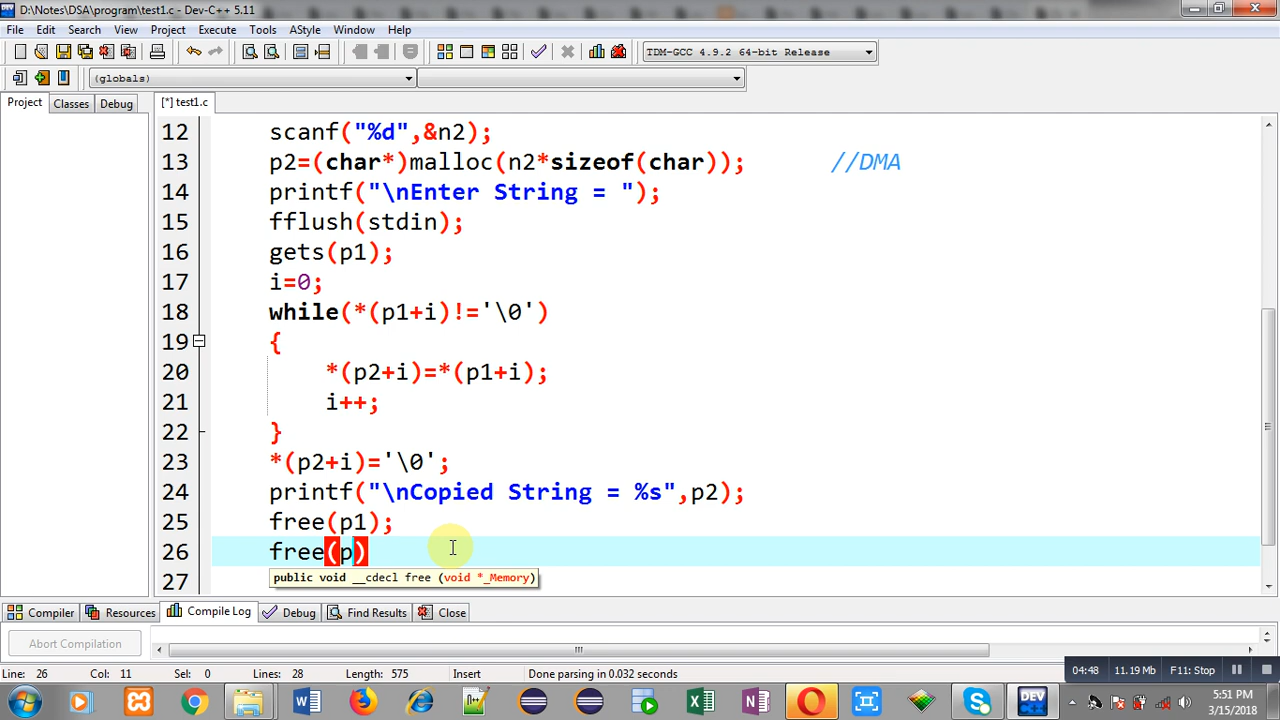 D:\Notes\DSA\program\test1.c - Dev-C++ 5.11
File Edit Search View Project Execute Tools AStyle Window Help
TDM-GCC 4.9.2 64-bit Release
(globals)
Project Classes Debug [*] test1.c
12 scanf("%d",&n2);
13 p2=(char*)malloc(n2*sizeof(char)); //DMA
14 printf("\nEnter String = ");
15 fflush(stdin);
16 gets(p1);
17 i=0;
18 while(*(p1+i)!='\0')
19 {
20 *(p2+i)=*(p1+i);
21 i++;
22 }
23 *(p2+i)='\0';
24 printf("\nCopied String = %s",p2);
25 free(p1);
26 free(p)
public void __cdecl free (void *_Memory)
27
Compiler Resources Compile Log Debug Find Results Close
Abort Compilation
Line: 26 Col: 11 Sel: 0 Lines: 28 Length: 575 Insert Done parsing in 0.032 seconds
04:48 11.19 Mb F11: Stop
5:51 PM
3/15/2018